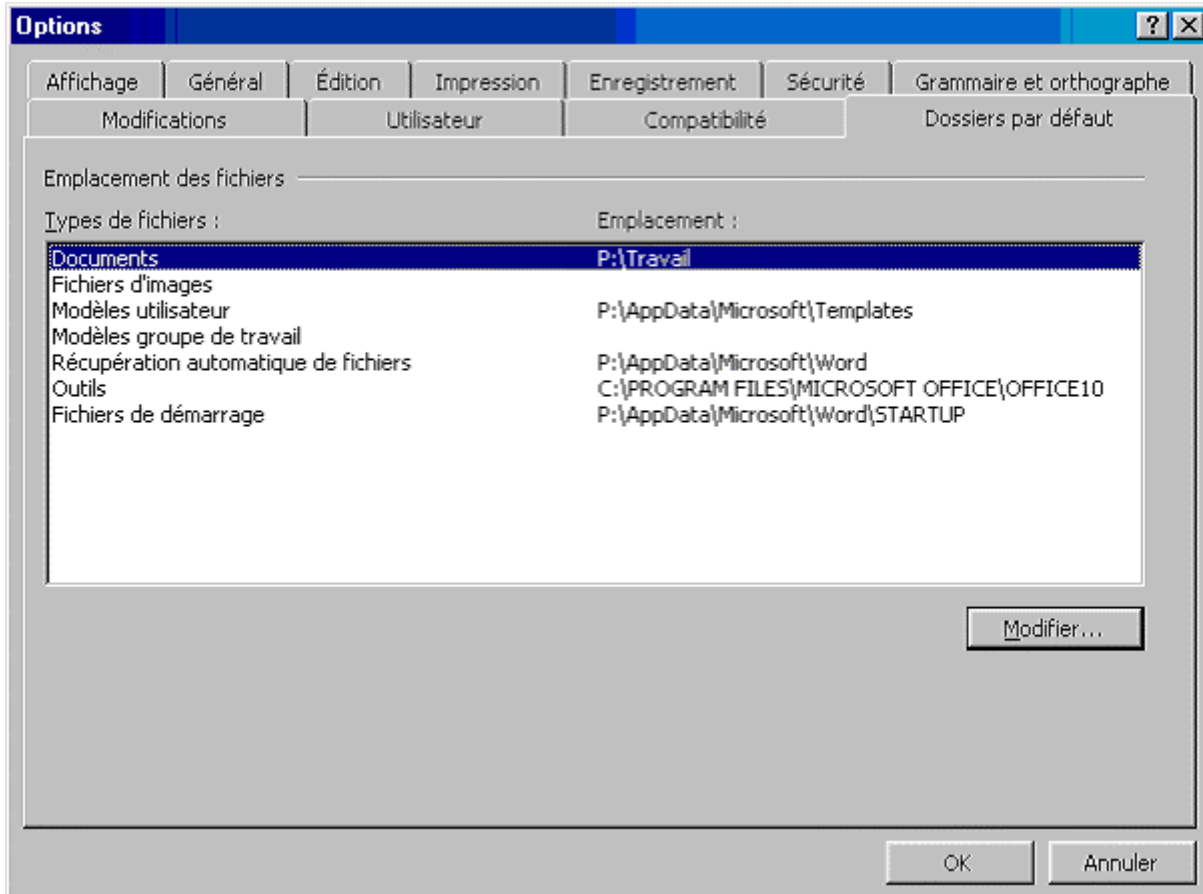 Options
Affichage Général Édition Impression Enregistrement Sécurité Grammaire et orthographe
Modifications Utilisateur Compatibilité Dossiers par défaut
Emplacement des fichiers
Types de fichiers : Emplacement :
Documents P:\Travail
Fichiers d'images
Modèles utilisateur P:\AppData\Microsoft\Templates
Modèles groupe de travail
Récupération automatique de fichiers P:\AppData\Microsoft\Word
Outils C:\PROGRAM FILES\MICROSOFT OFFICE\OFFICE10
Fichiers de démarrage P:\AppData\Microsoft\Word\STARTUP
Modifier...
OK Annuler